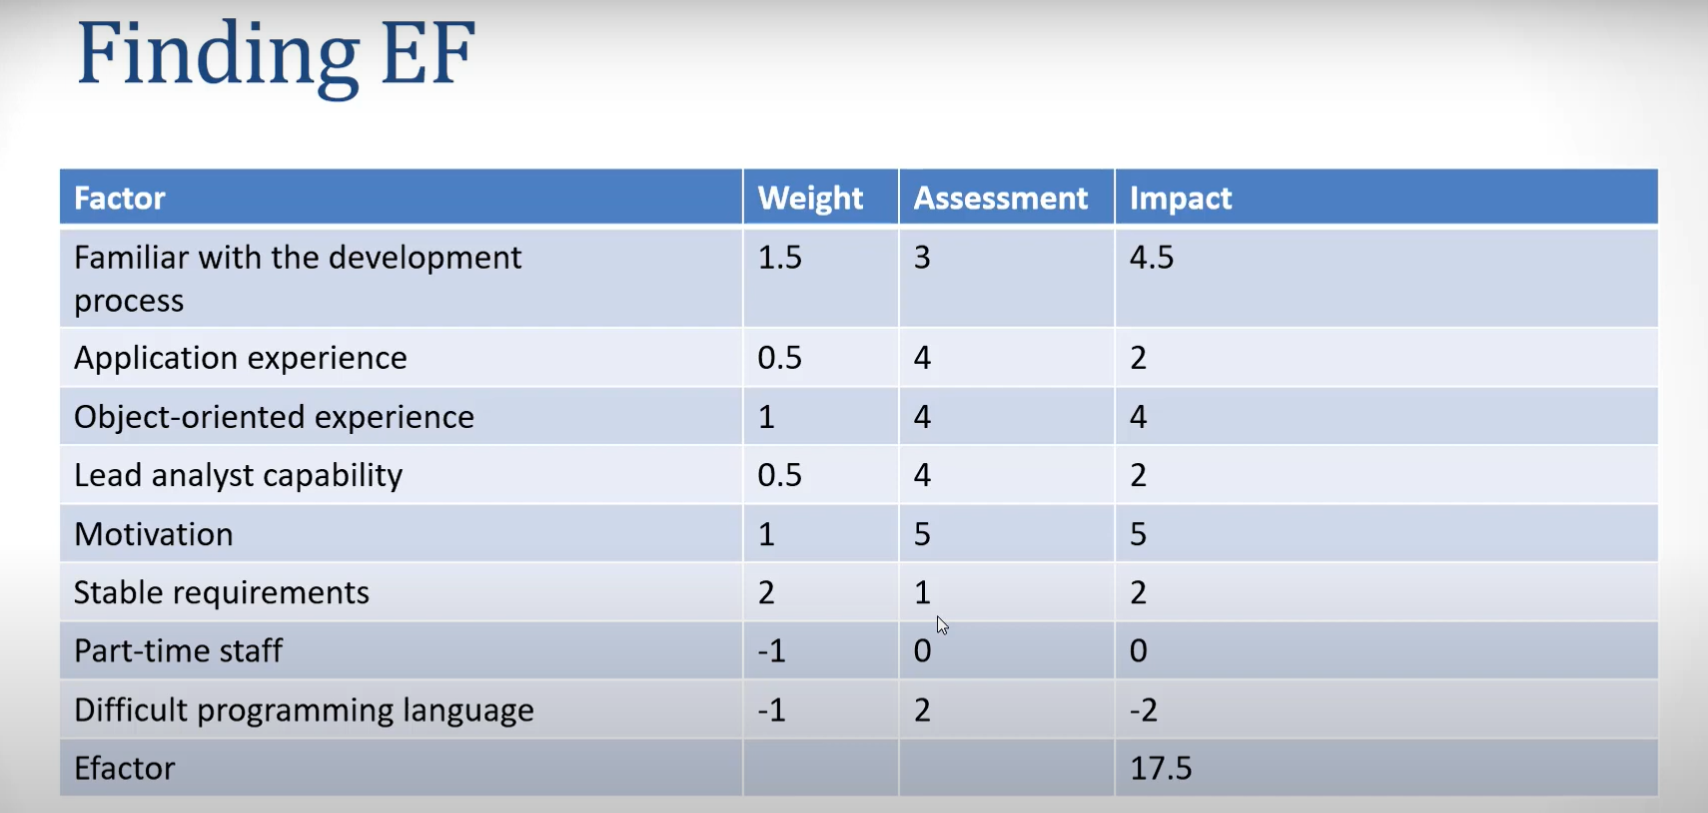 Finding EF
Factor Weight Assessment Impact
Familiar with the development 1.5 3 4.5
process
Application experience 0.5 4 2
Object-oriented experience 1 4 4
Lead analyst capability 0.5 4 2
Motivation 1 5 5
Stable requirements 2 1 2
Part-time staff -1 0 0
Difficult programming language -1 2 -2
Efactor 17.5